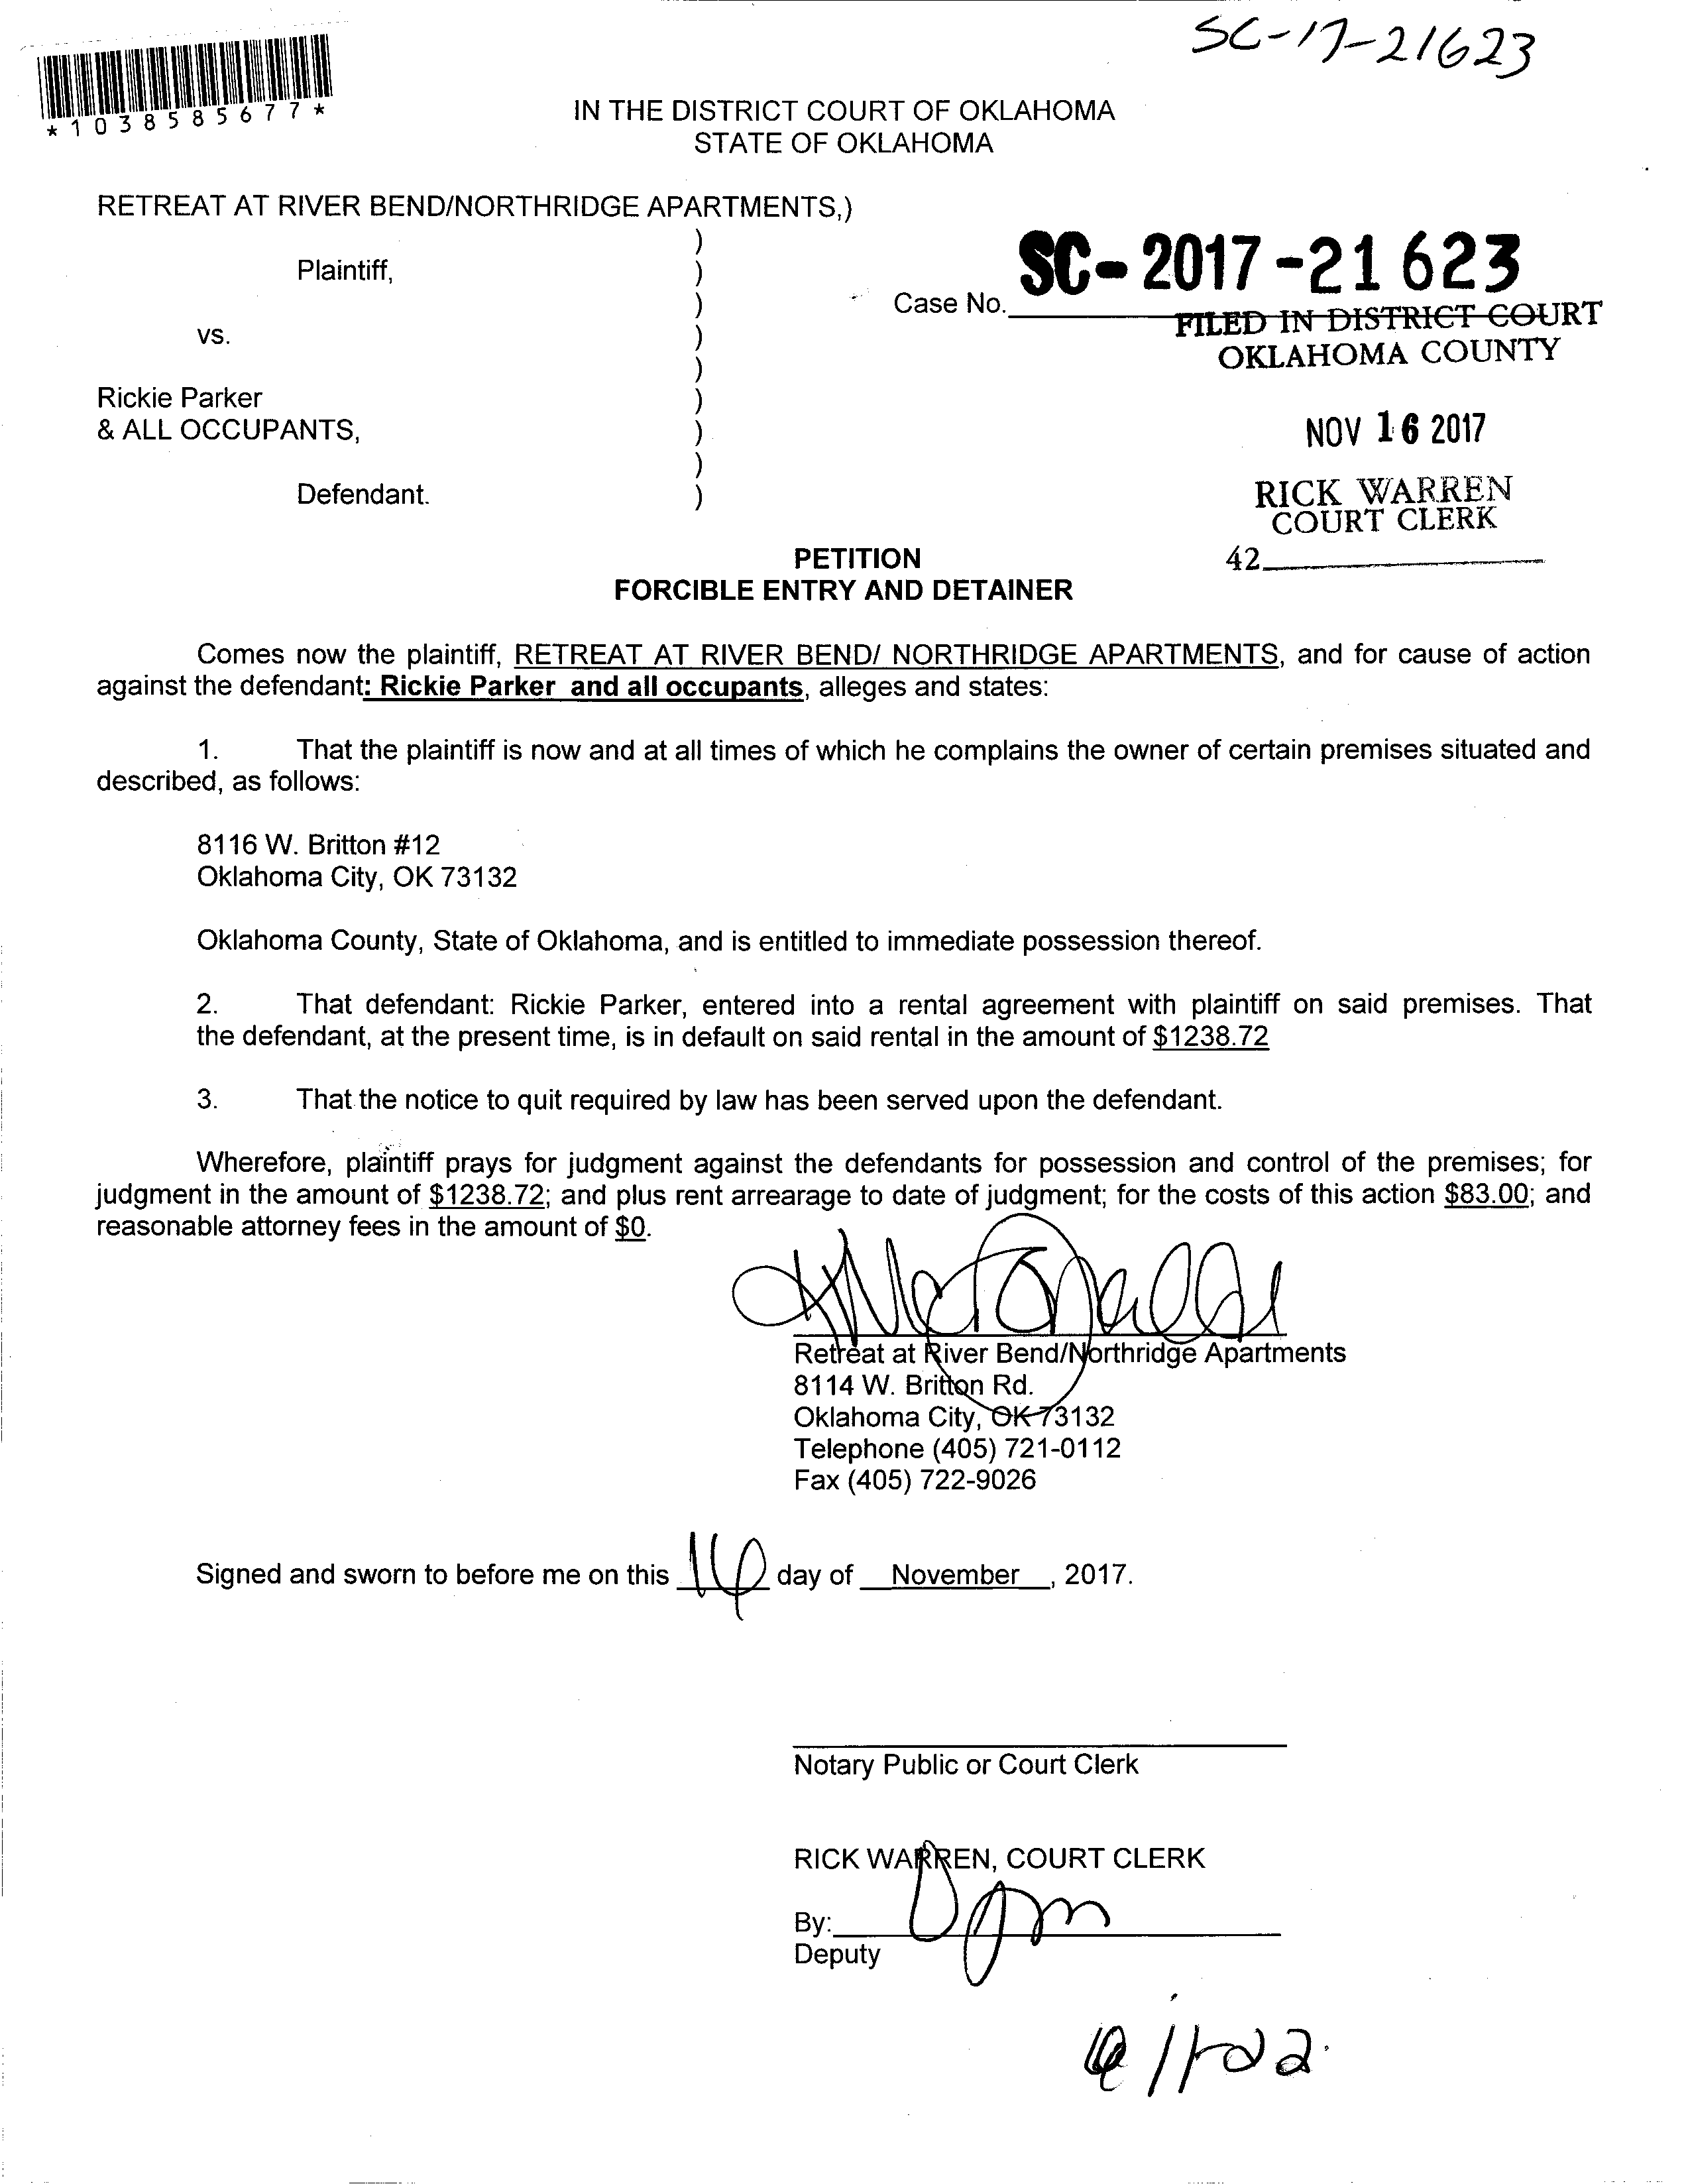 SC-17-21623
*1038585677*
IN THE DISTRICT COURT OF OKLAHOMA
STATE OF OKLAHOMA
RETREAT AT RIVER BEND/NORTHRIDGE APARTMENTS,)
)
Plaintiff, )
)
vs. )
)
Rickie Parker )
& ALL OCCUPANTS, )
)
Defendant. )
Case No. SC-2017-21623
FILED IN DISTRICT COURT
OKLAHOMA COUNTY
NOV 16 2017
RICK WARREN
COURT CLERK
42
PETITION
FORCIBLE ENTRY AND DETAINER
Comes now the plaintiff, RETREAT AT RIVER BEND/ NORTHRIDGE APARTMENTS, and for cause of action
against the defendant: Rickie Parker and all occupants, alleges and states:
1. That the plaintiff is now and at all times of which he complains the owner of certain premises situated and
described, as follows:
8116 W. Britton #12
Oklahoma City, OK 73132
Oklahoma County, State of Oklahoma, and is entitled to immediate possession thereof.
2. That defendant: Rickie Parker, entered into a rental agreement with plaintiff on said premises. That
the defendant, at the present time, is in default on said rental in the amount of $1238.72
3. That the notice to quit required by law has been served upon the defendant.
Wherefore, plaintiff prays for judgment against the defendants for possession and control of the premises; for
judgment in the amount of $1238.72; and plus rent arrearage to date of judgment; for the costs of this action $83.00; and
reasonable attorney fees in the amount of $0.
Retreat at River Bend/Northridge Apartments
8114 W. Britton Rd.
Oklahoma City, OK 73132
Telephone (405) 721-0112
Fax (405) 722-9026
Signed and sworn to before me on this 16 day of November, 2017.
Notary Public or Court Clerk
RICK WARREN, COURT CLERK
By:
Deputy